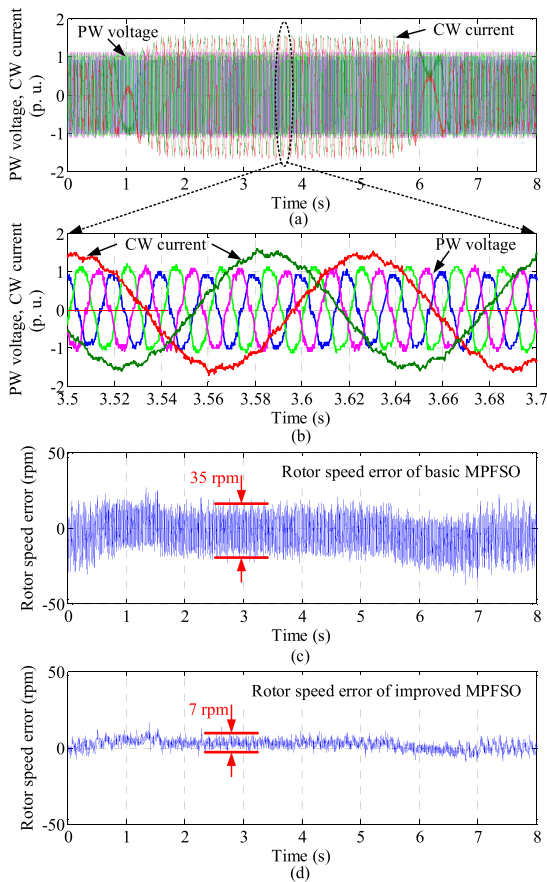 PW voltage, CW current
(p. u.)
2
1
0
-1
-2
PW voltage
CW current
0 1 2 3 4 5 6 7 8
Time (s)
(a)
PW voltage, CW current
(p. u.)
2
1
0
-1
-2
CW current
PW voltage
3.5 3.52 3.54 3.56 3.58 3.6 3.62 3.64 3.66 3.68 3.7
Time (s)
(b)
Rotor speed error (rpm)
50
0
-50
35 rpm
Rotor speed error of basic MPFSO
0 1 2 3 4 5 6 7 8
Time (s)
(c)
Rotor speed error (rpm)
50
0
-50
7 rpm
Rotor speed error of improved MPFSO
0 1 2 3 4 5 6 7 8
Time (s)
(d)